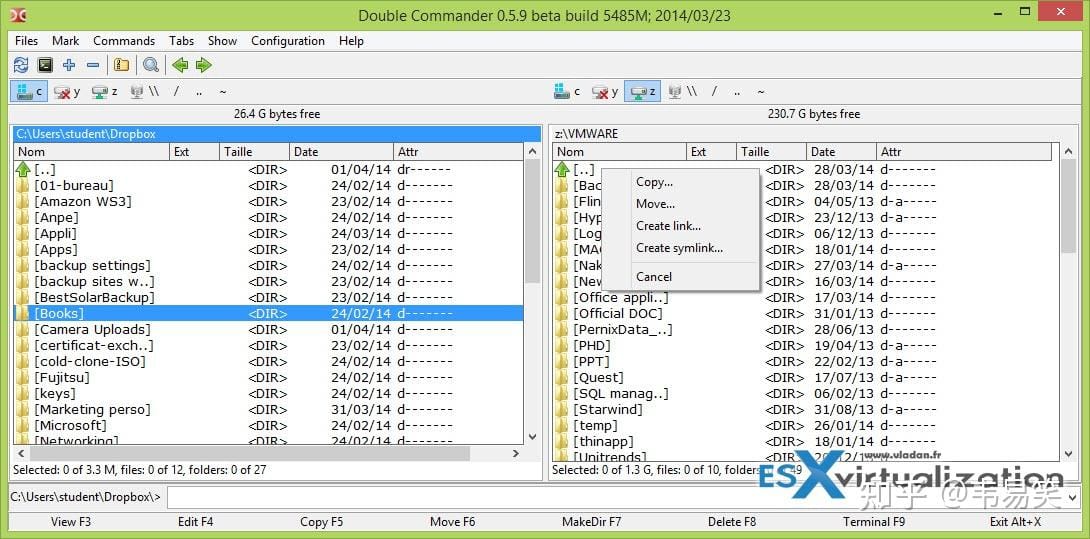 Double Commander 0.5.9 beta build 5485M; 2014/03/23
Files Mark Commands Tabs Show Configuration Help
c y z \\ / .. ~
c y z \\ / .. ~
26.4 G bytes free
230.7 G bytes free
C:\Users\student\Dropbox
Nom Ext Taille Date Attr
[..] <DIR> 01/04/14 dr------
[01-bureau] <DIR> 24/02/14 d-------
[Amazon WS3] <DIR> 23/02/14 d-------
[Anpe] <DIR> 24/02/14 d-------
[Appli] <DIR> 24/02/14 d-------
[Apps] <DIR> 23/02/14 d-------
[backup settings] <DIR> 24/02/14 d-------
[backup sites w..] <DIR> 23/02/14 d-------
[BestSolarBackup] <DIR> 23/02/14 d-------
[Books] <DIR> 24/02/14 d-------
[Camera Uploads] <DIR> 01/04/14 d-------
[certificat-exch..] <DIR> 23/02/14 d-------
[cold-clone-ISO] <DIR> 24/02/14 d-------
[Fujitsu] <DIR> 24/02/14 d-------
[keys] <DIR> 24/02/14 d-------
[Marketing perso] <DIR> 31/03/14 d-------
[Microsoft] <DIR> 24/02/14 d-------
[Networking] <DIR> 24/02/14 d-------
Selected: 0 of 3.3 M, files: 0 of 12, folders: 0 of 27
z:\VMWARE
Nom Ext Taille Date Attr
[..] <DIR> 28/03/14 d-------
[Bac <DIR> 28/03/14 d-------
[Flin <DIR> 04/05/13 d-------
[Hyp <DIR> 23/12/13 d-------
[Log <DIR> 06/12/13 d-------
[MAC <DIR> 18/01/14 d-------
[Nak <DIR> 27/03/14 d-a-----
[New <DIR> 16/03/14 d-------
[Office appli..] <DIR> 17/03/14 d-------
[Official DOC] <DIR> 31/01/13 d-------
[PernixData_..] <DIR> 28/06/13 d-------
[PHD] <DIR> 19/04/13 d-a-----
[PPT] <DIR> 22/02/13 d-a-----
[Quest] <DIR> 17/07/13 d-a-----
[SQL manag..] <DIR> 03/02/14 d-------
[Starwind] <DIR> 31/08/13 d-a-----
[temp] <DIR> 26/01/14 d-------
[thinapp] <DIR> 18/01/14 d-------
[Unitrends]
Copy...
Move...
Create link...
Create symlink...
Cancel
Selected: 0 of 1.3 G, files: 0 of 10, folders: 49
www.vladan.fr
ESXvirtualization
知乎 @韦易笑
C:\Users\student\Dropbox\>
View F3 Edit F4 Copy F5 Move F6 MakeDir F7 Delete F8 Terminal F9 Exit Alt+X